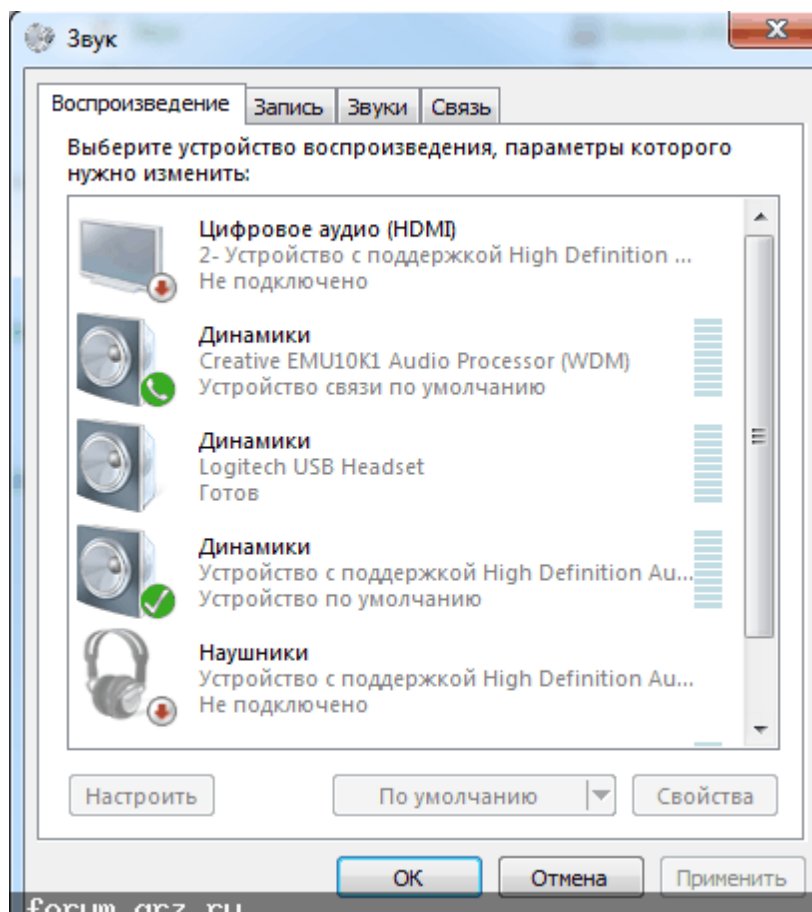 Звук
Воспроизведение Запись Звуки Связь
Выберите устройство воспроизведения, параметры которого
нужно изменить:
Цифровое аудио (HDMI)
2- Устройство с поддержкой High Definition ...
Не подключено
Динамики
Creative EMU10K1 Audio Processor (WDM)
Устройство связи по умолчанию
Динамики
Logitech USB Headset
Готов
Динамики
Устройство с поддержкой High Definition Au...
Устройство по умолчанию
Наушники
Устройство с поддержкой High Definition Au...
Не подключено
Настроить По умолчанию Свойства
ОК Отмена Применить
forum.qrz.ru